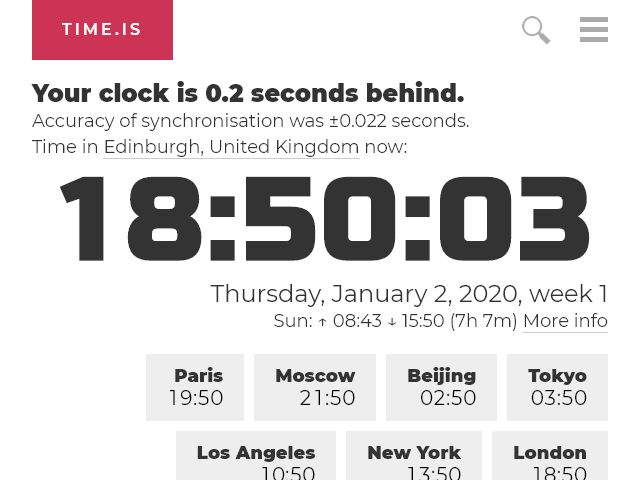 TIME.IS
Your clock is 0.2 seconds behind.
Accuracy of synchronisation was ±0.022 seconds.
Time in Edinburgh, United Kingdom now:
18:50:03
Thursday, January 2, 2020, week 1
Sun: ↑ 08:43 ↓ 15:50 (7h 7m) More info
Paris Moscow Beijing Tokyo
19:50 21:50 02:50 03:50
Los Angeles New York London
10:50 13:50 18:50